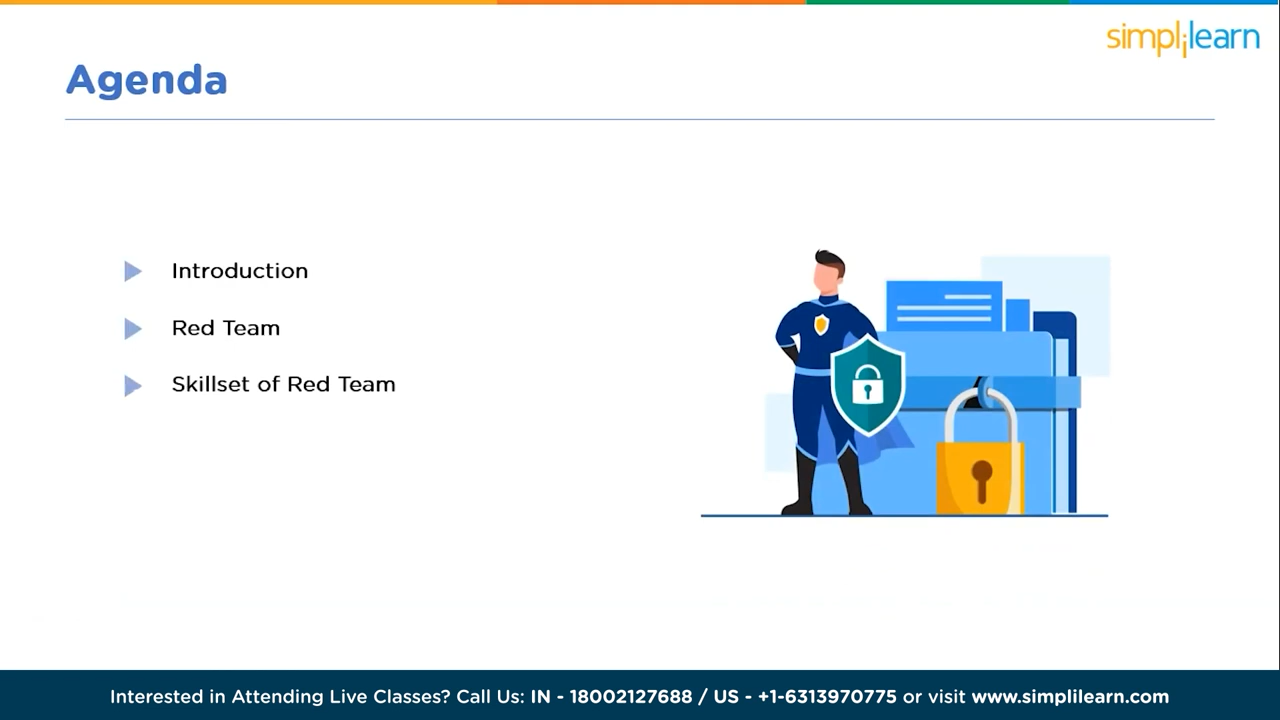 simplilearn
Agenda
Introduction
Red Team
Skillset of Red Team
Interested in Attending Live Classes? Call Us: IN - 18002127688 / US - +1-6313970775 or visit www.simplilearn.com